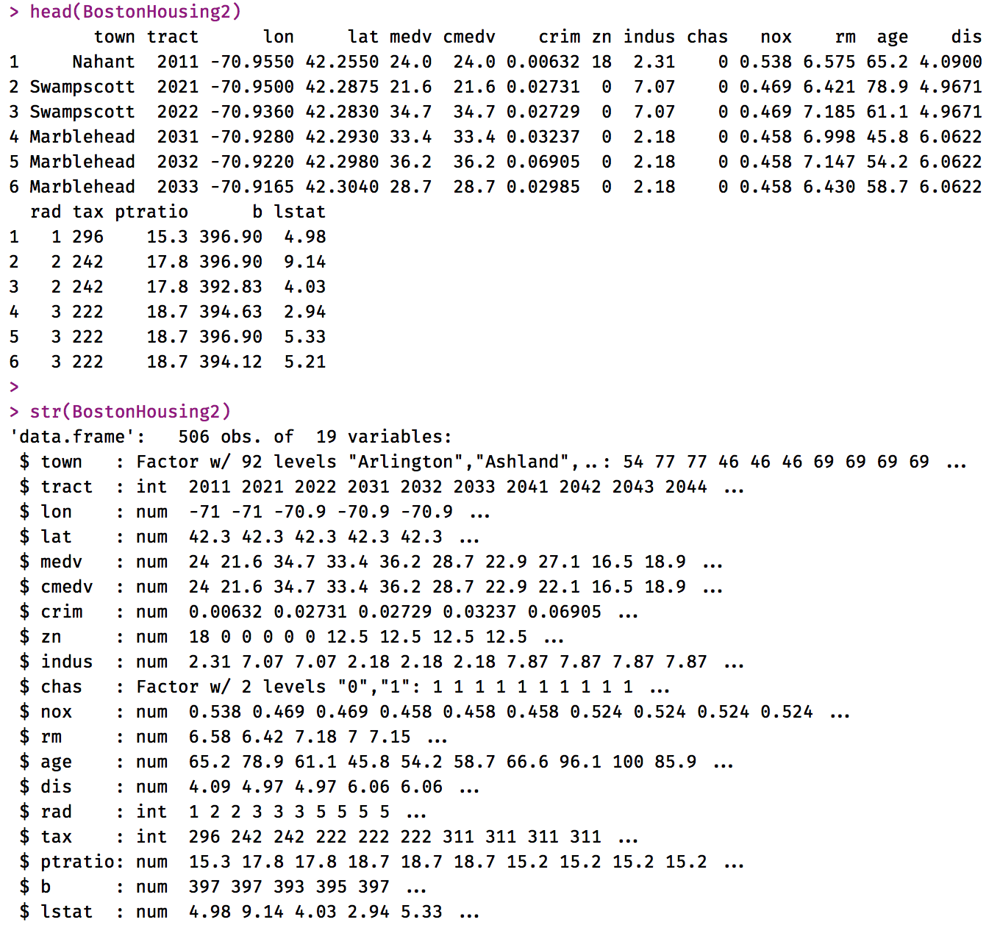 > head(BostonHousing2)
        town tract      lon     lat medv cmedv    crim zn indus chas   nox    rm  age    dis
1     Nahant  2011 -70.9550 42.2550 24.0  24.0 0.00632 18  2.31    0 0.538 6.575 65.2 4.0900
2 Swampscott  2021 -70.9500 42.2875 21.6  21.6 0.02731  0  7.07    0 0.469 6.421 78.9 4.9671
3 Swampscott  2022 -70.9360 42.2830 34.7  34.7 0.02729  0  7.07    0 0.469 7.185 61.1 4.9671
4 Marblehead  2031 -70.9280 42.2930 33.4  33.4 0.03237  0  2.18    0 0.458 6.998 45.8 6.0622
5 Marblehead  2032 -70.9220 42.2980 36.2  36.2 0.06905  0  2.18    0 0.458 7.147 54.2 6.0622
6 Marblehead  2033 -70.9165 42.3040 28.7  28.7 0.02985  0  2.18    0 0.458 6.430 58.7 6.0622
  rad tax ptratio      b lstat
1   1 296    15.3 396.90  4.98
2   2 242    17.8 396.90  9.14
3   2 242    17.8 392.83  4.03
4   3 222    18.7 394.63  2.94
5   3 222    18.7 396.90  5.33
6   3 222    18.7 394.12  5.21
>
> str(BostonHousing2)
'data.frame':   506 obs. of  19 variables:
 $ town   : Factor w/ 92 levels "Arlington","Ashland",..: 54 77 77 46 46 46 69 69 69 69 ...
 $ tract  : int  2011 2021 2022 2031 2032 2033 2041 2042 2043 2044 ...
 $ lon    : num  -71 -71 -70.9 -70.9 -70.9 ...
 $ lat    : num  42.3 42.3 42.3 42.3 42.3 ...
 $ medv   : num  24 21.6 34.7 33.4 36.2 28.7 22.9 27.1 16.5 18.9 ...
 $ cmedv  : num  24 21.6 34.7 33.4 36.2 28.7 22.9 22.1 16.5 18.9 ...
 $ crim   : num  0.00632 0.02731 0.02729 0.03237 0.06905 ...
 $ zn     : num  18 0 0 0 0 0 12.5 12.5 12.5 12.5 ...
 $ indus  : num  2.31 7.07 7.07 2.18 2.18 2.18 7.87 7.87 7.87 7.87 ...
 $ chas   : Factor w/ 2 levels "0","1": 1 1 1 1 1 1 1 1 1 1 ...
 $ nox    : num  0.538 0.469 0.469 0.458 0.458 0.458 0.524 0.524 0.524 0.524 ...
 $ rm     : num  6.58 6.42 7.18 7 7.15 ...
 $ age    : num  65.2 78.9 61.1 45.8 54.2 58.7 66.6 96.1 100 85.9 ...
 $ dis    : num  4.09 4.97 4.97 6.06 6.06 ...
 $ rad    : int  1 2 2 3 3 3 5 5 5 5 ...
 $ tax    : int  296 242 242 222 222 222 311 311 311 311 ...
 $ ptratio: num  15.3 17.8 17.8 18.7 18.7 18.7 15.2 15.2 15.2 15.2 ...
 $ b      : num  397 397 393 395 397 ...
 $ lstat  : num  4.98 9.14 4.03 2.94 5.33 ...